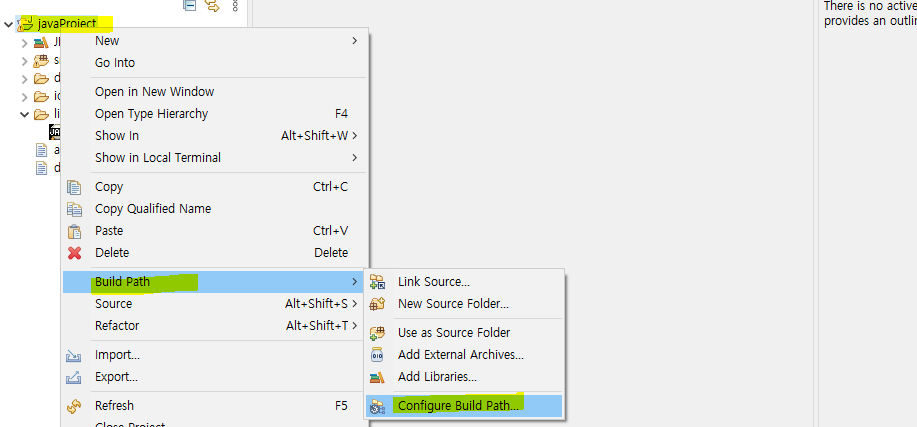 There is no active
provides an outlin
javaProject
New
Go Into
Open in New Window
Open Type Hierarchy F4
Show In Alt+Shift+W
Show in Local Terminal
Copy Ctrl+C
Copy Qualified Name
Paste Ctrl+V
Delete Delete
Build Path
Source Alt+Shift+S
Refactor Alt+Shift+T
Import...
Export...
Refresh F5
Close Project
Link Source...
New Source Folder...
Use as Source Folder
Add External Archives...
Add Libraries...
Configure Build Path...